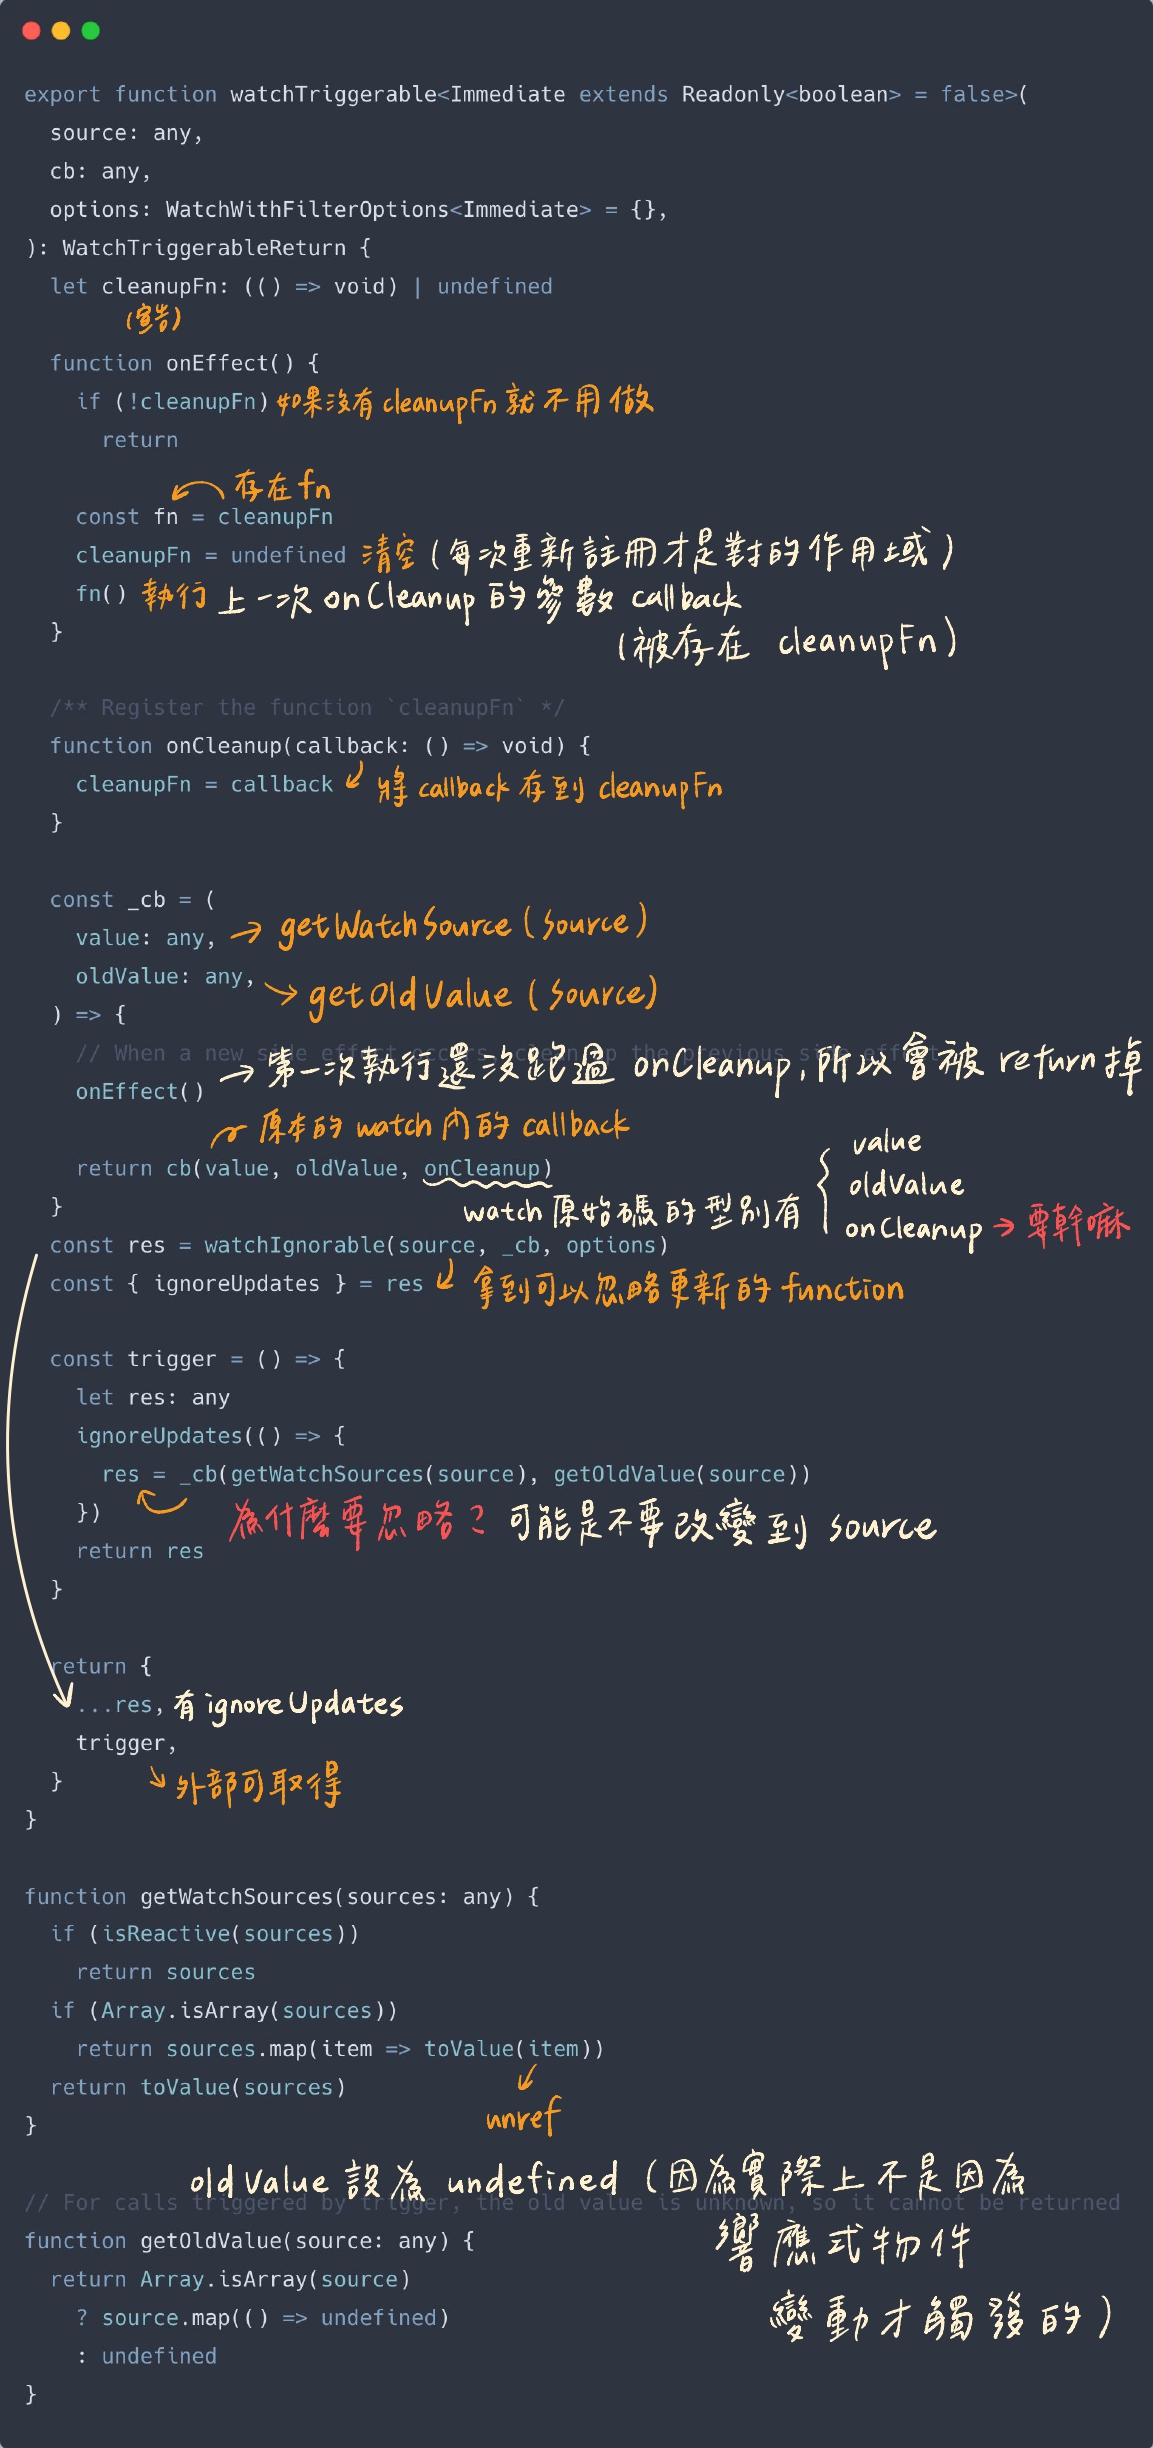 export function watchTriggerable<Immediate extends Readonly<boolean> = false>(
source: any,
cb: any,
options: WatchWithFilterOptions<Immediate> = {},
): WatchTriggerableReturn {
let cleanupFn: (() => void) | undefined
(宣告)
function onEffect() {
if (!cleanupFn) 如果沒有 cleanupFn 就不用做
return
存在 fn
const fn = cleanupFn
cleanupFn = undefined 清空 (每次重新註冊才是對的作用域)
fn() 執行 上一次 onCleanup 的參數 callback
(被存在 cleanupFn)
}
/** Register the function `cleanupFn` */
function onCleanup(callback: () => void) {
cleanupFn = callback 將 callback 存到 cleanupFn
}
const _cb = (
value: any, → getWatchSource (source)
oldValue: any, → getOldValue (source)
) => {
// When a new side effect occurs, clean up the previous side effect
onEffect() → 第一次執行還沒跑過 onCleanup, 所以會被 return 掉
原本的 watch 內的 callback
return cb(value, oldValue, onCleanup)
value
oldValue
}
watch 原始碼的型別有 { onCleanup → 要幹嘛
const res = watchIgnorable(source, _cb, options)
const { ignoreUpdates } = res 拿到可以忽略更新的 function
const trigger = () => {
let res: any
ignoreUpdates(() => {
res = _cb(getWatchSources(source), getOldValue(source))
})
為什麼要忽略? 可能是不要改變到 source
return res
}
return {
...res, 有 ignoreUpdates
trigger,
} 外部可取得
}
function getWatchSources(sources: any) {
if (isReactive(sources))
return sources
if (Array.isArray(sources))
return sources.map(item => toValue(item))
return toValue(sources)
unref
}
oldValue 設為 undefined (因為實際上不是因為
// For calls triggered by trigger, the old value is unknown, so it cannot be returned
function getOldValue(source: any) {
響應式物件
return Array.isArray(source)
? source.map(() => undefined)
變動才觸發的)
: undefined
}